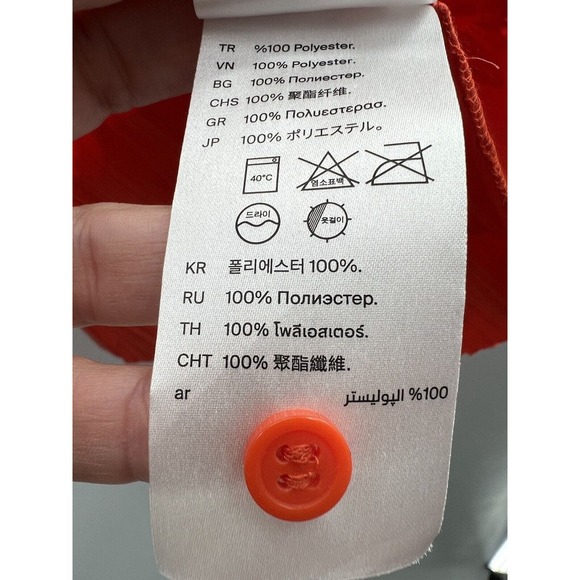 TR %100 Polyester.
VN 100% Polyester.
BG 100% Полиестер.
CHS 100% 聚酯纤维.
GR 100% Πολυεστερασ.
JP 100% ポリエステル。
40°C 염소표백
드라이 옷걸이
KR 폴리에스터 100%.
RU 100% Полиэстер.
TH 100% โพลีเอสเตอร์.
CHT 100% 聚酯纖維.
ar %100 البوليستر